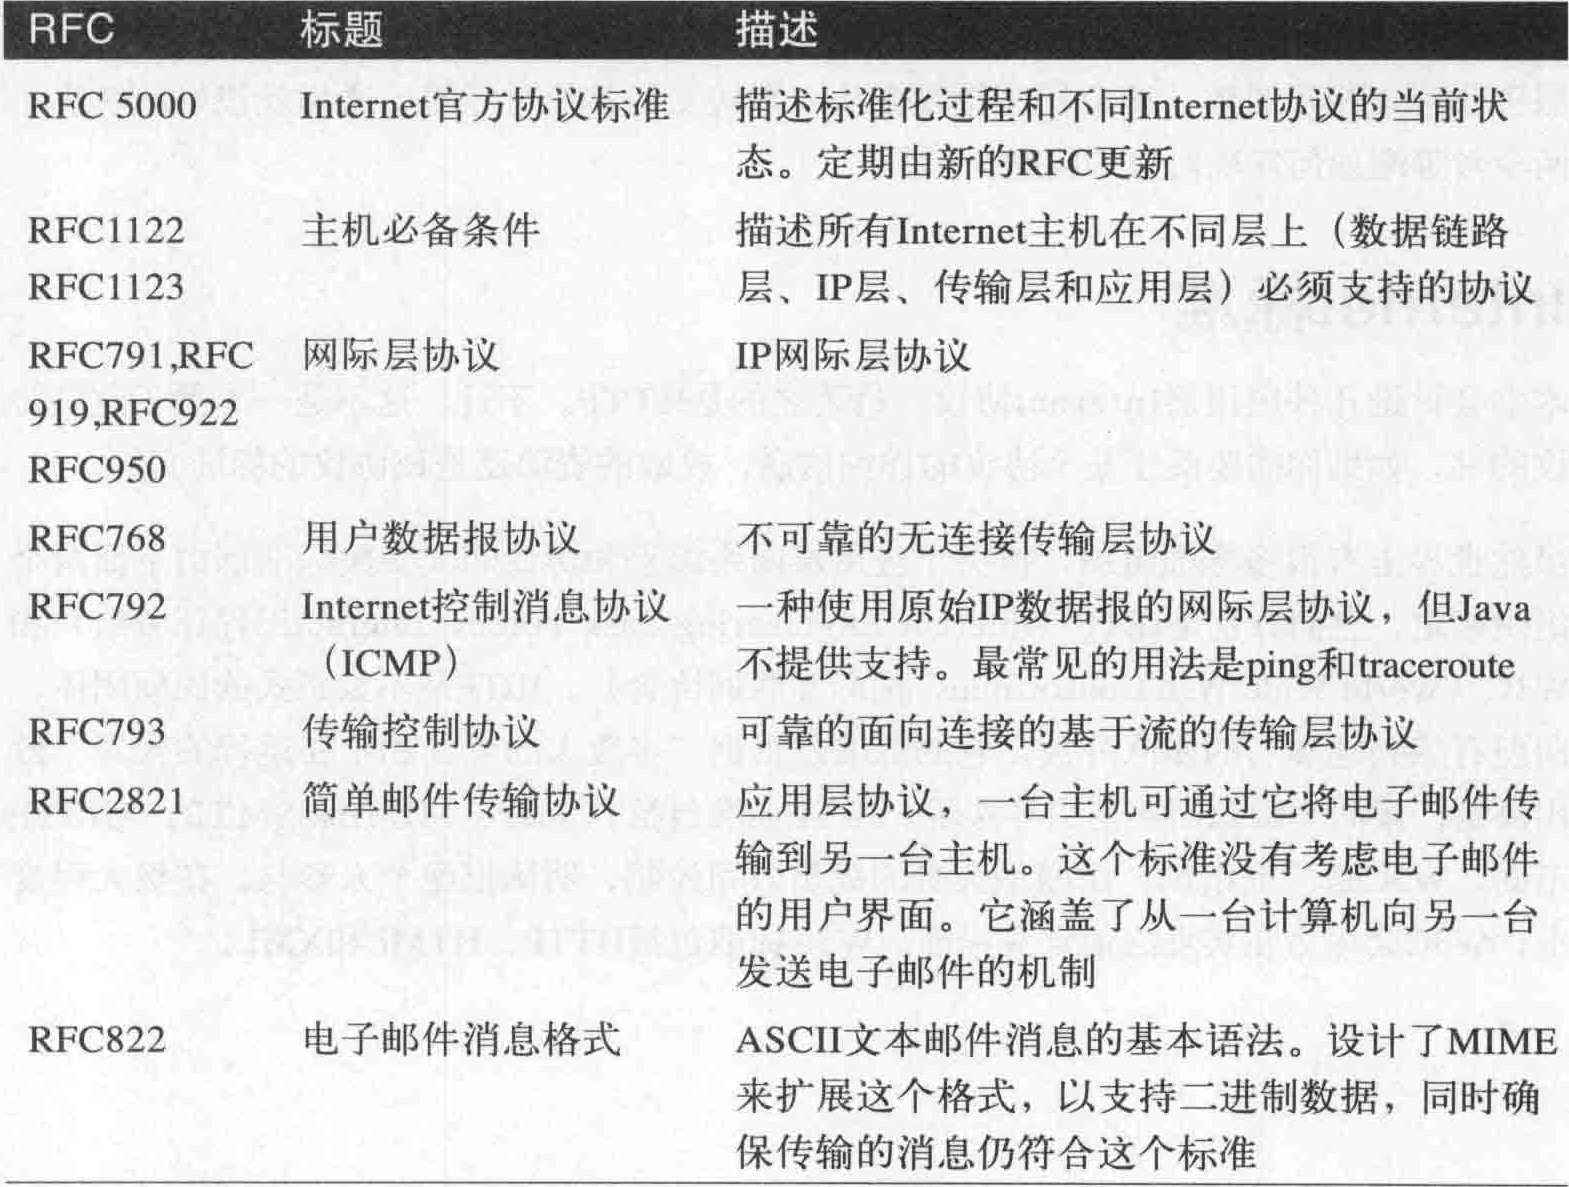 RFC 标题 描述
RFC 5000 Internet官方协议标准 描述标准化过程和不同Internet协议的当前状
态。定期由新的RFC更新
RFC1122 主机必备条件 描述所有Internet主机在不同层上（数据链路
RFC1123 层、IP层、传输层和应用层）必须支持的协议
RFC791,RFC 网际层协议 IP网际层协议
919,RFC922
RFC950
RFC768 用户数据报协议 不可靠的无连接传输层协议
RFC792 Internet控制消息协议 一种使用原始IP数据报的网际层协议，但Java
（ICMP） 不提供支持。最常见的用法是ping和traceroute
RFC793 传输控制协议 可靠的面向连接的基于流的传输层协议
RFC2821 简单邮件传输协议 应用层协议，一台主机可通过它将电子邮件传
输到另一台主机。这个标准没有考虑电子邮件
的用户界面。它涵盖了从一台计算机向另一台
发送电子邮件的机制
RFC822 电子邮件消息格式 ASCII文本邮件消息的基本语法。设计了MIME
来扩展这个格式，以支持二进制数据，同时确
保传输的消息仍符合这个标准